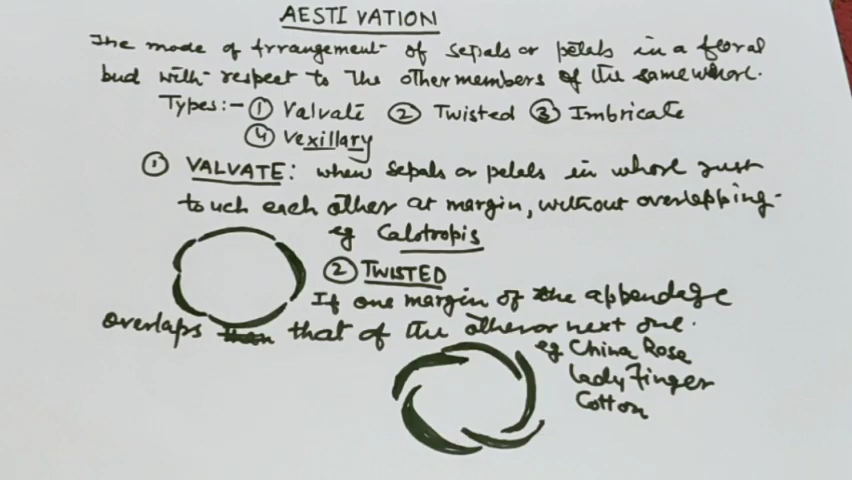 AESTIVATION
The mode of arrangement of sepals or petals in a floral
bud with respect to the other members of the same whorl.
Types:- ① Valvate ② Twisted ③ Imbricate
④ Vexillary
① VALVATE: when sepals or petals in whorl just
touch each other at margin, without overlapping.
eg Calotropis
② TWISTED
If one margin of the appendage
overlaps that of the other or next one.
eg China Rose
Lady Finger
Cotton